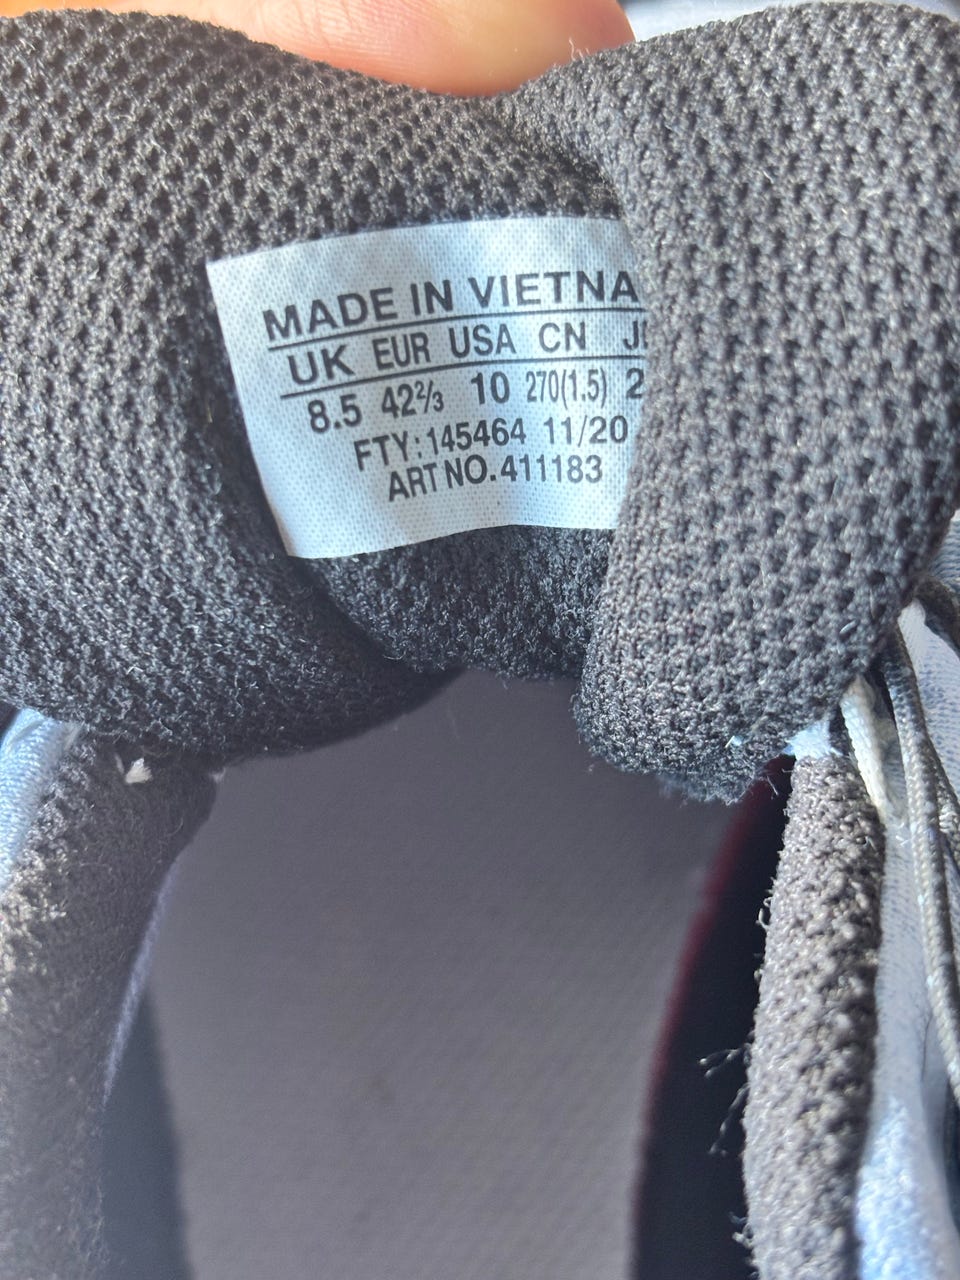 MADE IN VIETNA
UK EUR USA CN
8.5 42⅔ 10 270(1.5) 2
FTY: 145464 11/20
ART NO. 411183